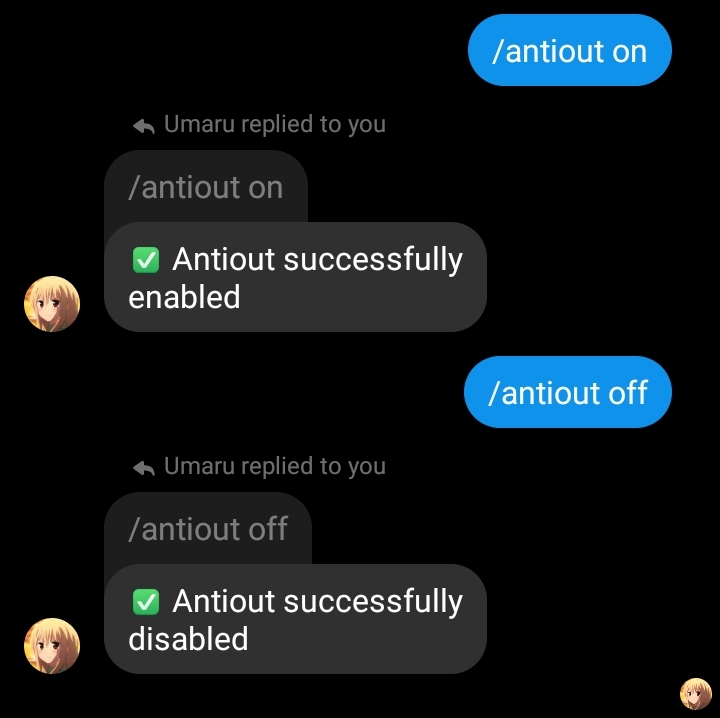 /antiout on
Umaru replied to you
/antiout on
✅ Antiout successfully
enabled
/antiout off
Umaru replied to you
/antiout off
✅ Antiout successfully
disabled